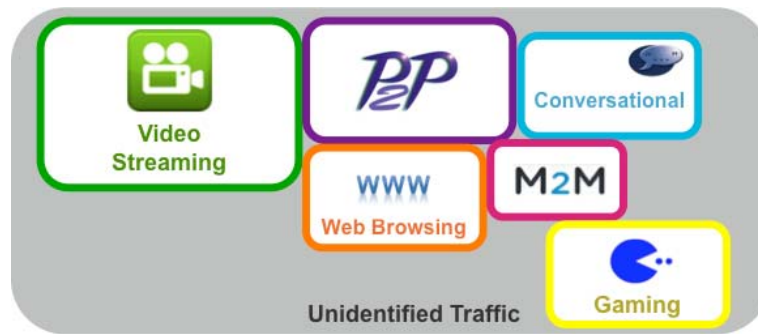 Video
Streaming
P2P
"..."
Conversational
www
Web Browsing
M2M
Gaming
Unidentified Traffic